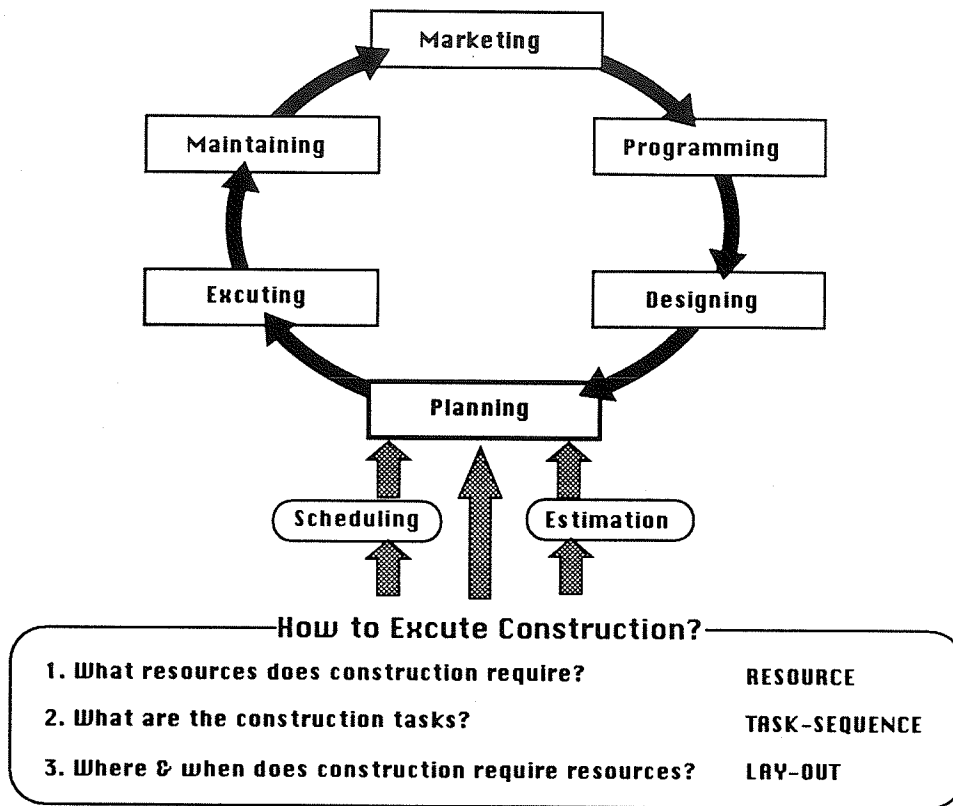 Marketing
Maintaining
Programming
Excuting
Designing
Planning
Scheduling
Estimation
How to Excute Construction?
1. What resources does construction require? RESOURCE
2. What are the construction tasks? TASK-SEQUENCE
3. Where & when does construction require resources? LAY-OUT